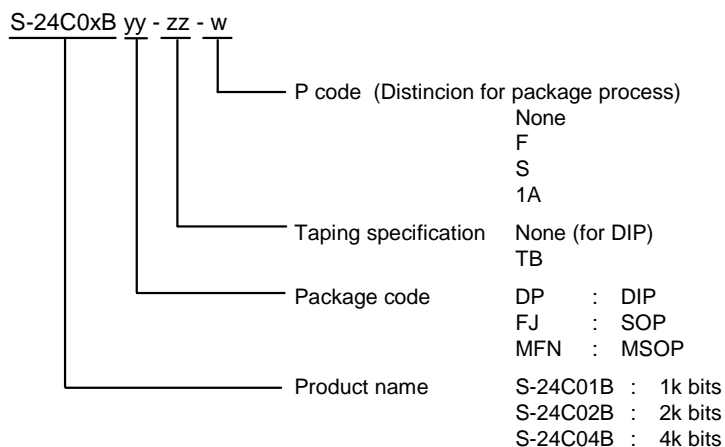 S-24C0xB yy - zz - w
P code (Distincion for package process)
None
F
S
1A
Taping specification None (for DIP)
TB
Package code DP : DIP
FJ : SOP
MFN : MSOP
Product name S-24C01B : 1k bits
S-24C02B : 2k bits
S-24C04B : 4k bits